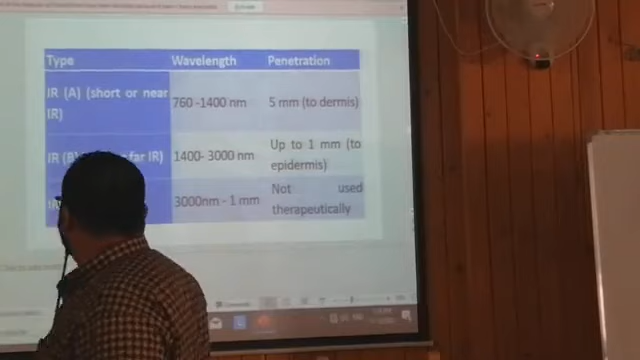 Type Wavelength Penetration
IR (A) (short or near
IR)
760 -1400 nm
5 mm (to dermis)
IR (B) far IR)
1400- 3000 nm
Up to 1 mm (to
epidermis)
3000nm - 1 mm
Not used
therapeutically